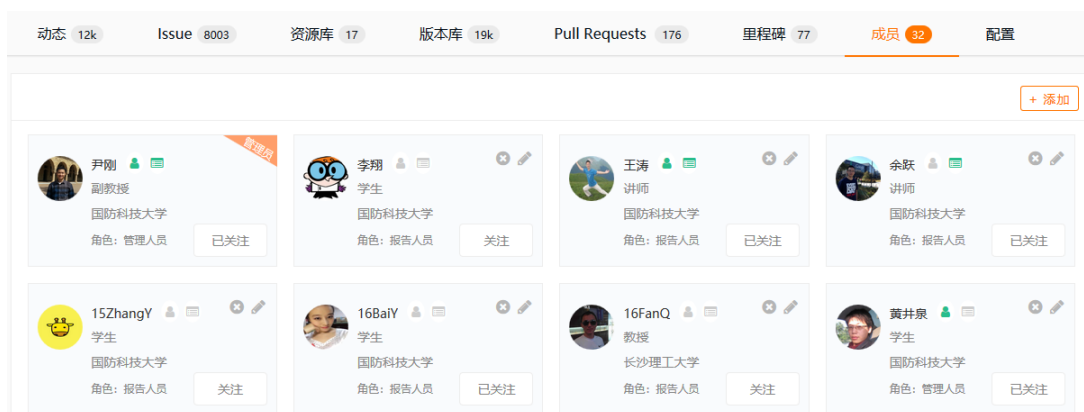 动态 12k Issue 8003 资源库 17 版本库 19k Pull Requests 176 里程碑 77 成员 32 配置
+ 添加
管理员
尹刚 李翔 王涛 余跃
副教授 学生 讲师 讲师
国防科技大学 国防科技大学 国防科技大学 国防科技大学
角色：管理人员 已关注 角色：报告人员 关注 角色：报告人员 已关注 角色：报告人员 已关注
15ZhangY 16BaiY 16FanQ 黄井泉
学生 学生 教授 学生
国防科技大学 国防科技大学 长沙理工大学 国防科技大学
角色：报告人员 关注 角色：报告人员 已关注 角色：报告人员 关注 角色：管理人员 已关注